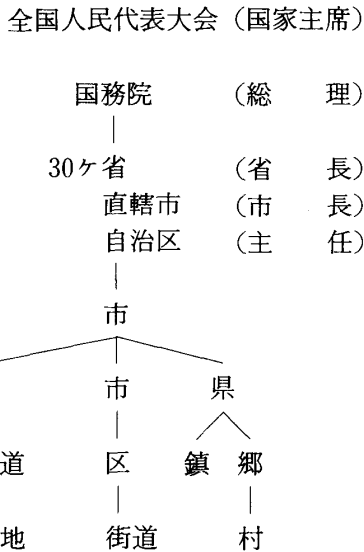 全国人民代表大会（国家主席）
国務院（総理）
30ケ省（省長）
直轄市（市長）
自治区（主任）
市
市 県
道 区 鎮 郷
地 街道 村